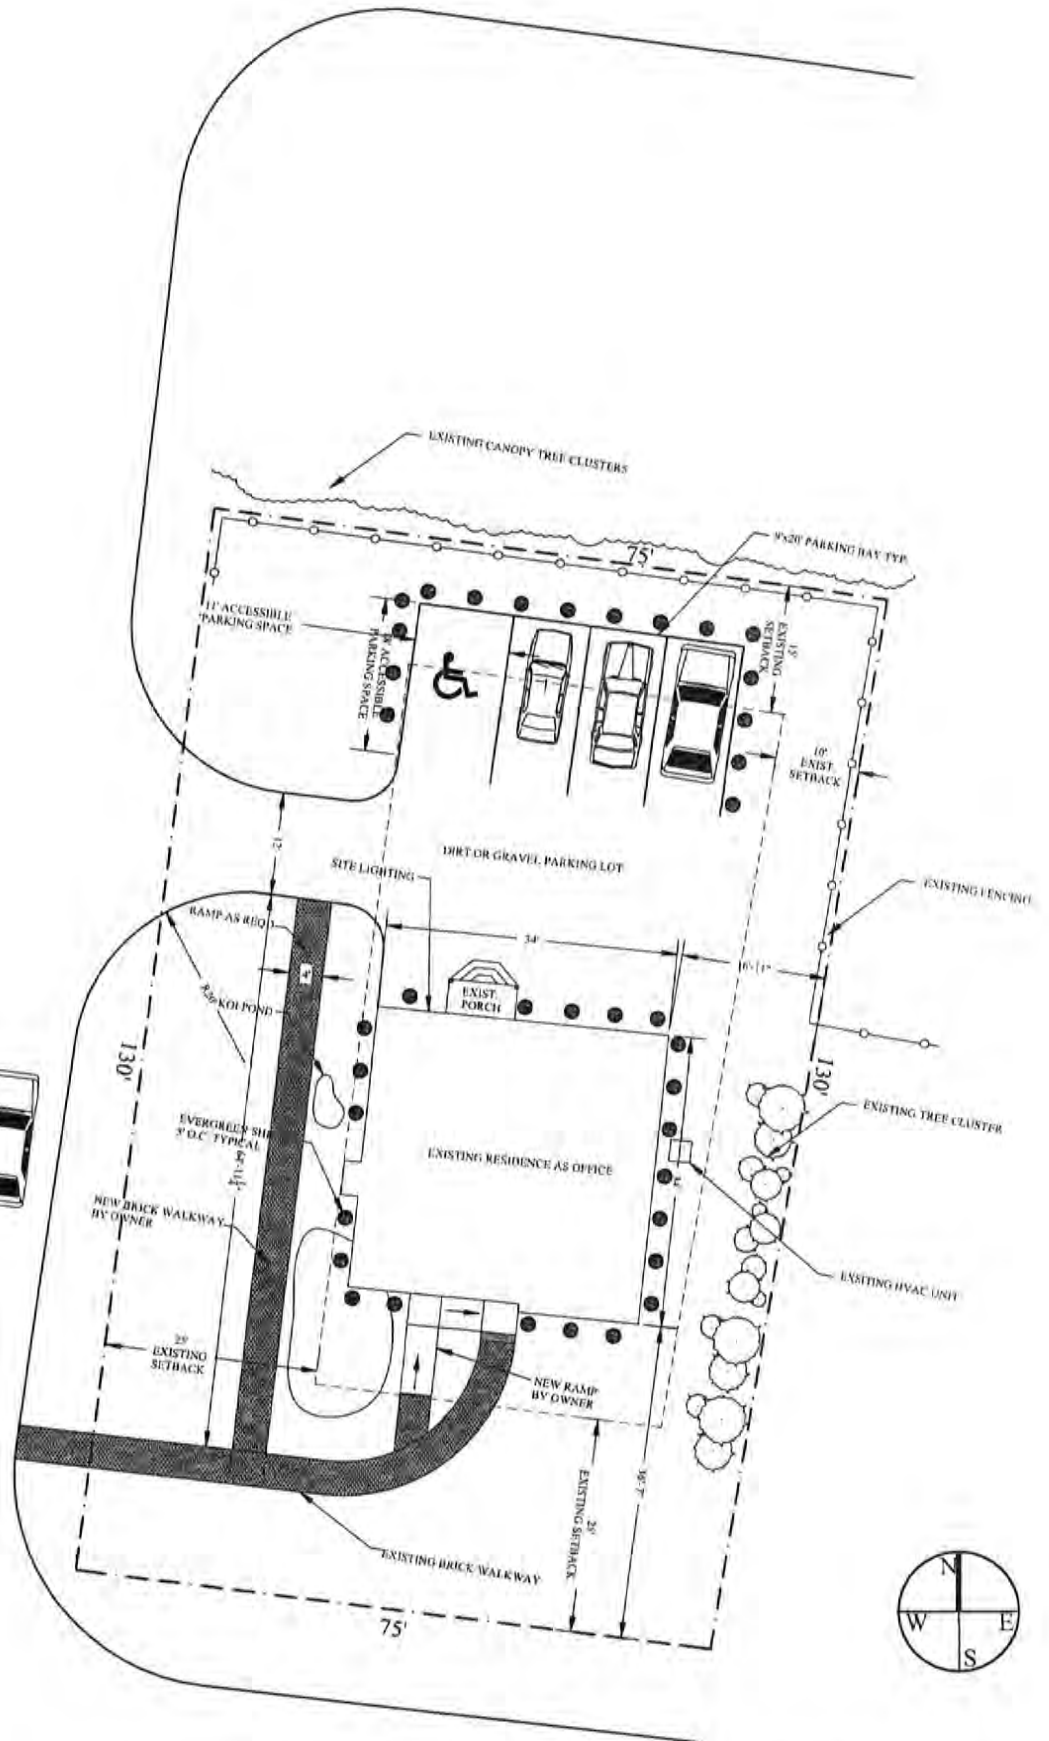 EXISTING CANOPY TREE CLUSTERS
75'
9'x20' PARKING BAY TYP.
11' ACCESSIBLE
PARKING SPACE
ACCESSIBLE
PARKING SPACE
15'
EXISTING
SETBACK
10'
EXIST.
SETBACK
12'
DIRT OR GRAVEL PARKING LOT
SITE LIGHTING
EXISTING FENCING
RAMP AS REQ'D
34'
4'
KOI POND
EXIST.
PORCH
130'
130'
EXISTING TREE CLUSTER
EVERGREEN
O.C. TYPICAL
EXISTING RESIDENCE AS OFFICE
NEW BRICK WALKWAY
BY OWNER
EXISTING HVAC UNIT
25'
EXISTING
SETBACK
NEW RAMP
BY OWNER
25'
EXISTING SETBACK
EXISTING BRICK WALKWAY
75'
N
W
E
S